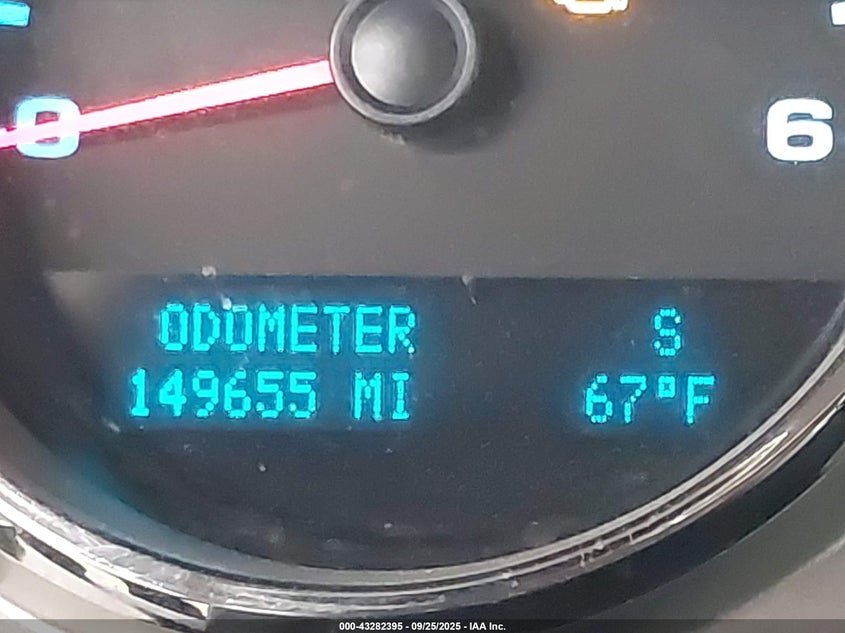 0
6
ODOMETER S
149655 MI 67°F
000-43282395 - 09/25/2025 - IAA Inc.